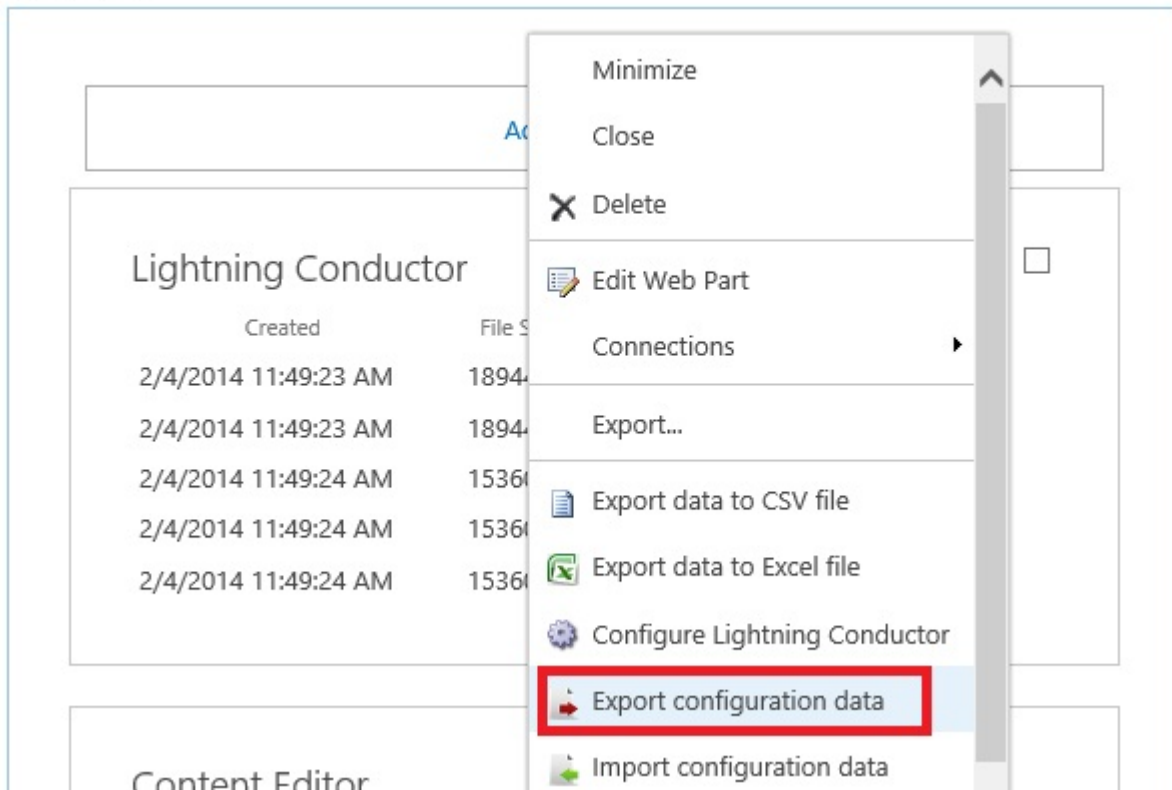 Minimize
Close
Delete
Lightning Conductor
Edit Web Part
Created
File
Connections
2/4/2014 11:49:23 AM
2/4/2014 11:49:23 AM
Export...
2/4/2014 11:49:24 AM
Export data to CSV file
2/4/2014 11:49:24 AM
Export data to Excel file
2/4/2014 11:49:24 AM
Configure Lightning Conductor
Export configuration data
Import configuration data
Content Editor